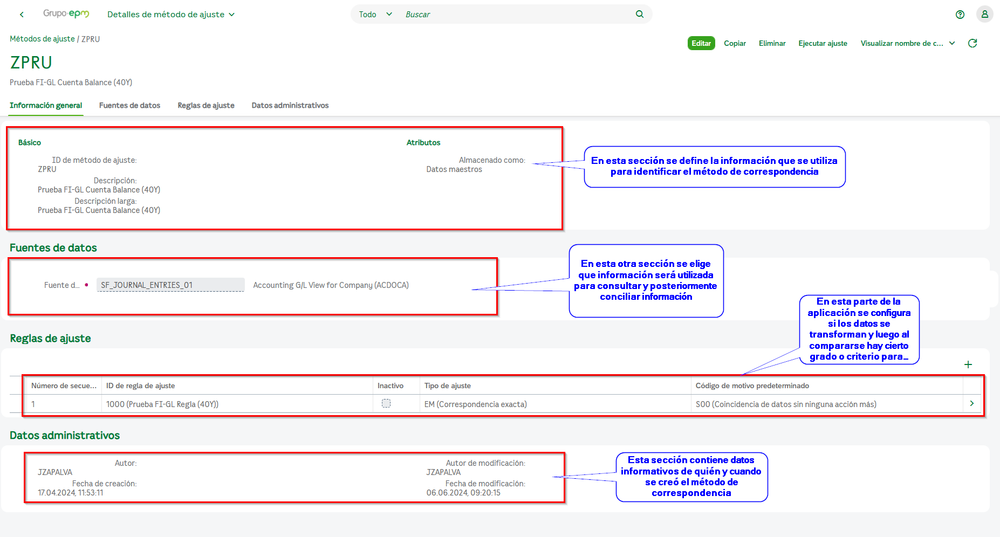 Grupo·epm
Detalles de método de ajuste
Todo
Buscar
Métodos de ajuste / ZPRU
Editar
Copiar
Eliminar
Ejecutar ajuste
Visualizar nombre de c...
ZPRU
Prueba FI-GL Cuenta Balance (40Y)
Información general
Fuentes de datos
Reglas de ajuste
Datos administrativos
Básico
ID de método de ajuste:
ZPRU
Descripción:
Prueba FI-GL Cuenta Balance (40Y)
Descripción larga:
Prueba FI-GL Cuenta Balance (40Y)
Atributos
Almacenado como:
Datos maestros
En esta sección se define la información que se utiliza
para identificar el método de correspondencia
Fuentes de datos
Fuente d...
SF_JOURNAL_ENTRIES_01
Accounting G/L View for Company (ACDOCA)
En esta otra sección se elige
que información será utilizada
para consultar y posteriormente
conciliar información
En esta parte de la
aplicación se configura
si los datos se
transforman y luego al
compararse hay cierto
grado o criterio para...
Reglas de ajuste
Número de secue...
ID de regla de ajuste
Inactivo
Tipo de ajuste
Código de motivo predeterminado
1
1000 (Prueba FI-GL Regla (40Y))
EM (Correspondencia exacta)
S00 (Coincidencia de datos sin ninguna acción más)
Datos administrativos
Autor:
JZAPALVA
Fecha de creación:
17.04.2024, 11:53:11
Autor de modificación:
JZAPALVA
Fecha de modificación:
06.06.2024, 09:20:15
Esta sección contiene datos
informativos de quién y cuando
se creó el método de
correspondencia